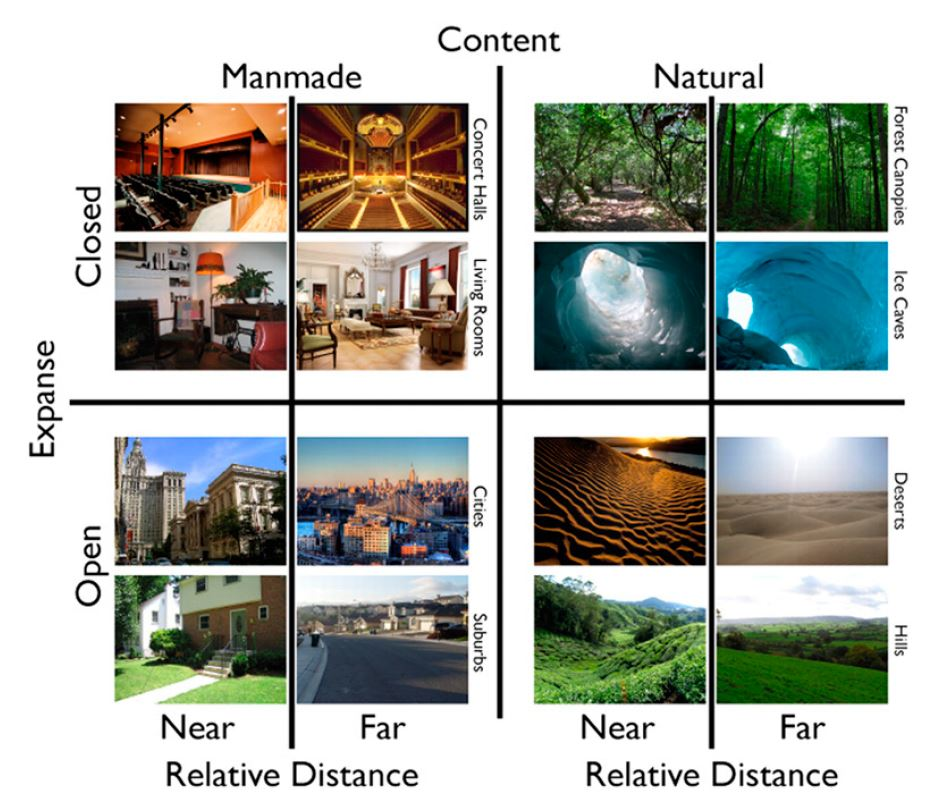 Content
Manmade
Natural
Expanse
Closed
Concert Halls
Living Rooms
Forest Canopies
Ice Caves
Open
Cities
Suburbs
Deserts
Hills
Near
Far
Near
Far
Relative Distance
Relative Distance